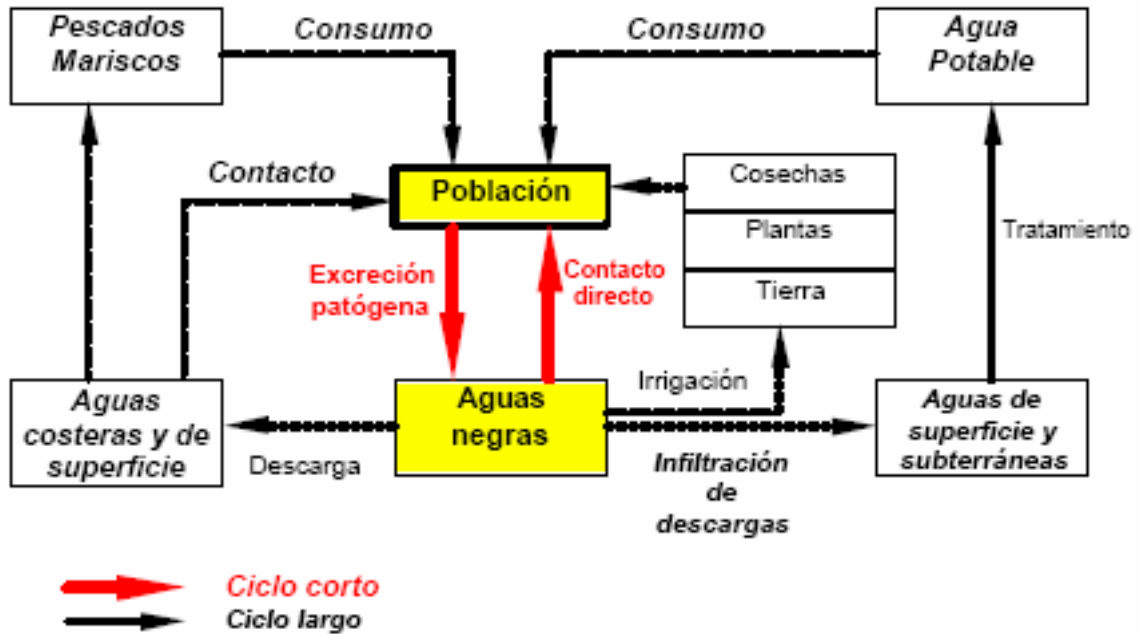 Pescados
Mariscos
Consumo
Consumo
Agua
Potable
Contacto
Población
Cosechas
Plantas
Tierra
Tratamiento
Excreción
patógena
Contacto
directo
Irrigación
Aguas
costeras y de
superficie
Descarga
Aguas
negras
Infiltración
de
descargas
Aguas de
superficie y
subterráneas
Ciclo corto
Ciclo largo